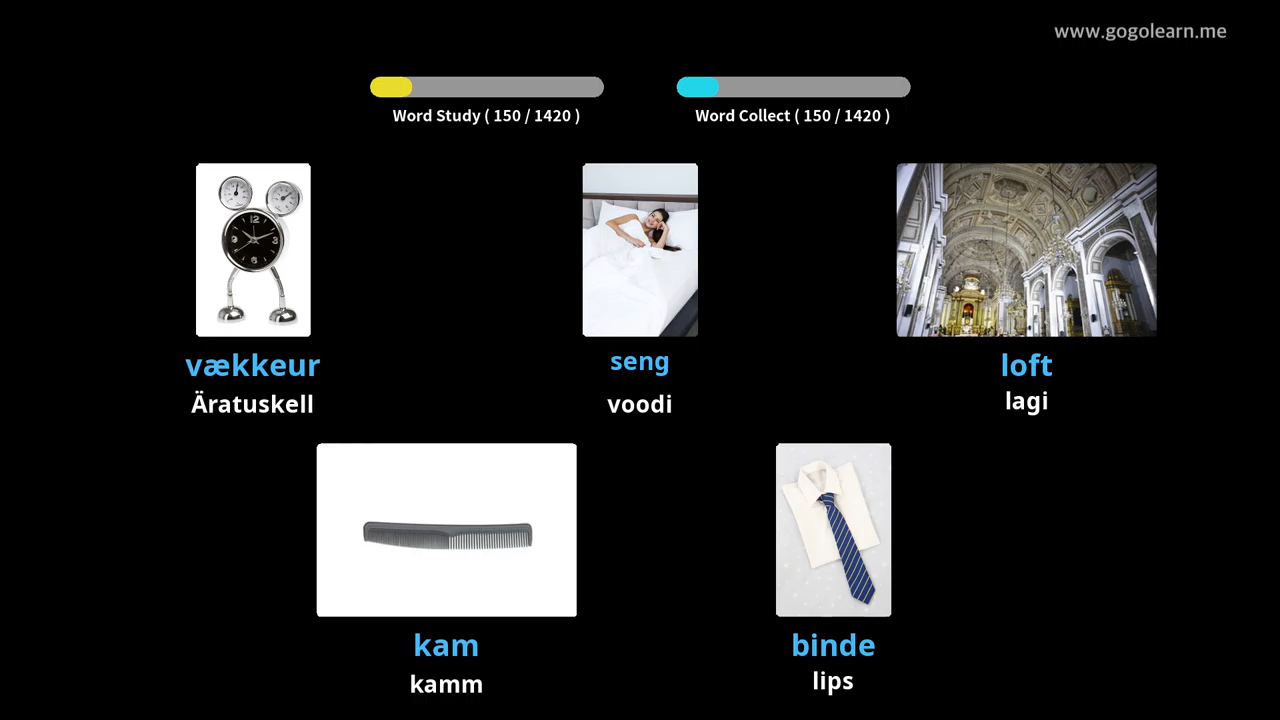 www.gogolearn.me
Word Study ( 150 / 1420 )
Word Collect ( 150 / 1420 )
vækkeur
Äratuskell
seng
voodi
loft
lagi
kam
kamm
binde
lips